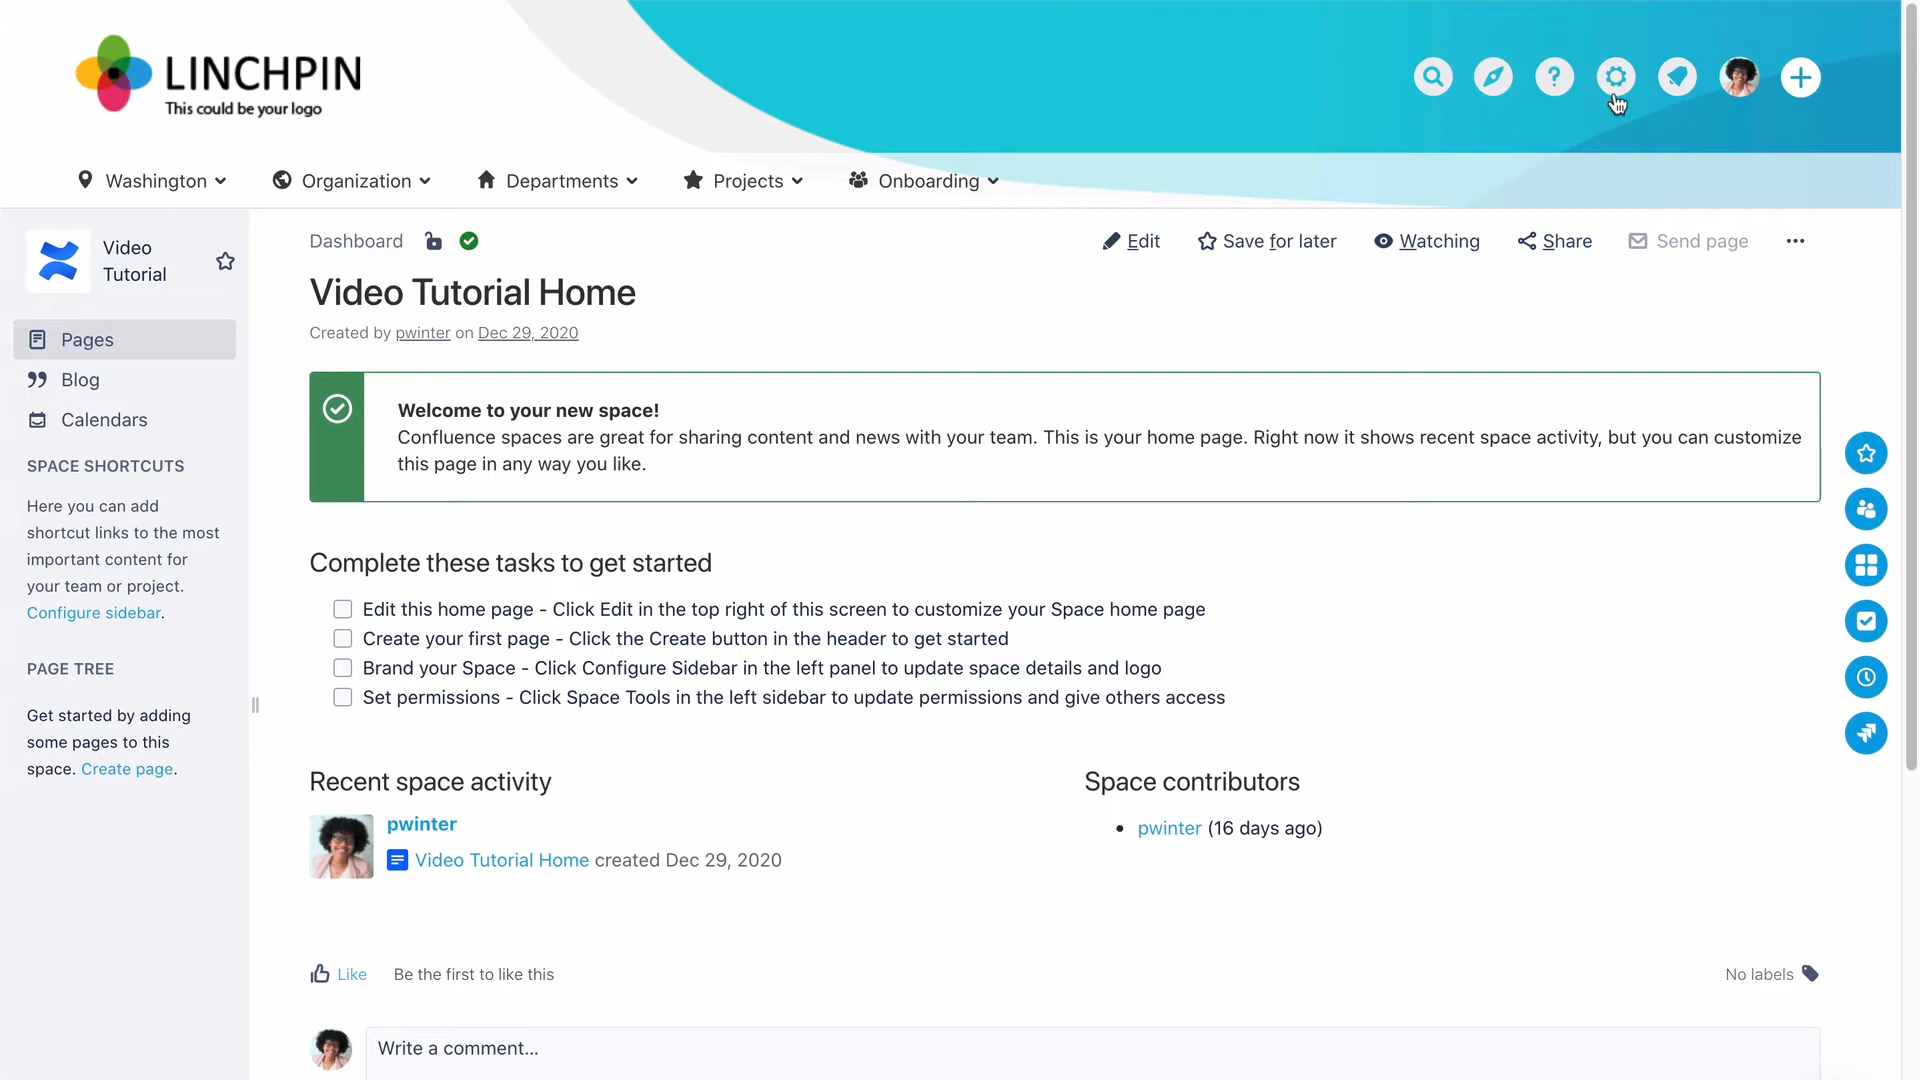 LINCHPIN
This could be your logo
Washington
Organization
Departments
Projects
Onboarding
Video
Tutorial
Pages
Blog
Calendars
SPACE SHORTCUTS
Here you can add
shortcut links to the most
important content for
your team or project.
Configure sidebar.
PAGE TREE
Get started by adding
some pages to this
space. Create page.
Dashboard
Edit
Save for later
Watching
Share
Send page
Video Tutorial Home
Created by pwinter on Dec 29, 2020
Welcome to your new space!
Confluence spaces are great for sharing content and news with your team. This is your home page. Right now it shows recent space activity, but you can customize
this page in any way you like.
Complete these tasks to get started
Edit this home page - Click Edit in the top right of this screen to customize your Space home page
Create your first page - Click the Create button in the header to get started
Brand your Space - Click Configure Sidebar in the left panel to update space details and logo
Set permissions - Click Space Tools in the left sidebar to update permissions and give others access
Recent space activity
pwinter
Video Tutorial Home created Dec 29, 2020
Space contributors
pwinter (16 days ago)
Like
Be the first to like this
No labels
Write a comment...